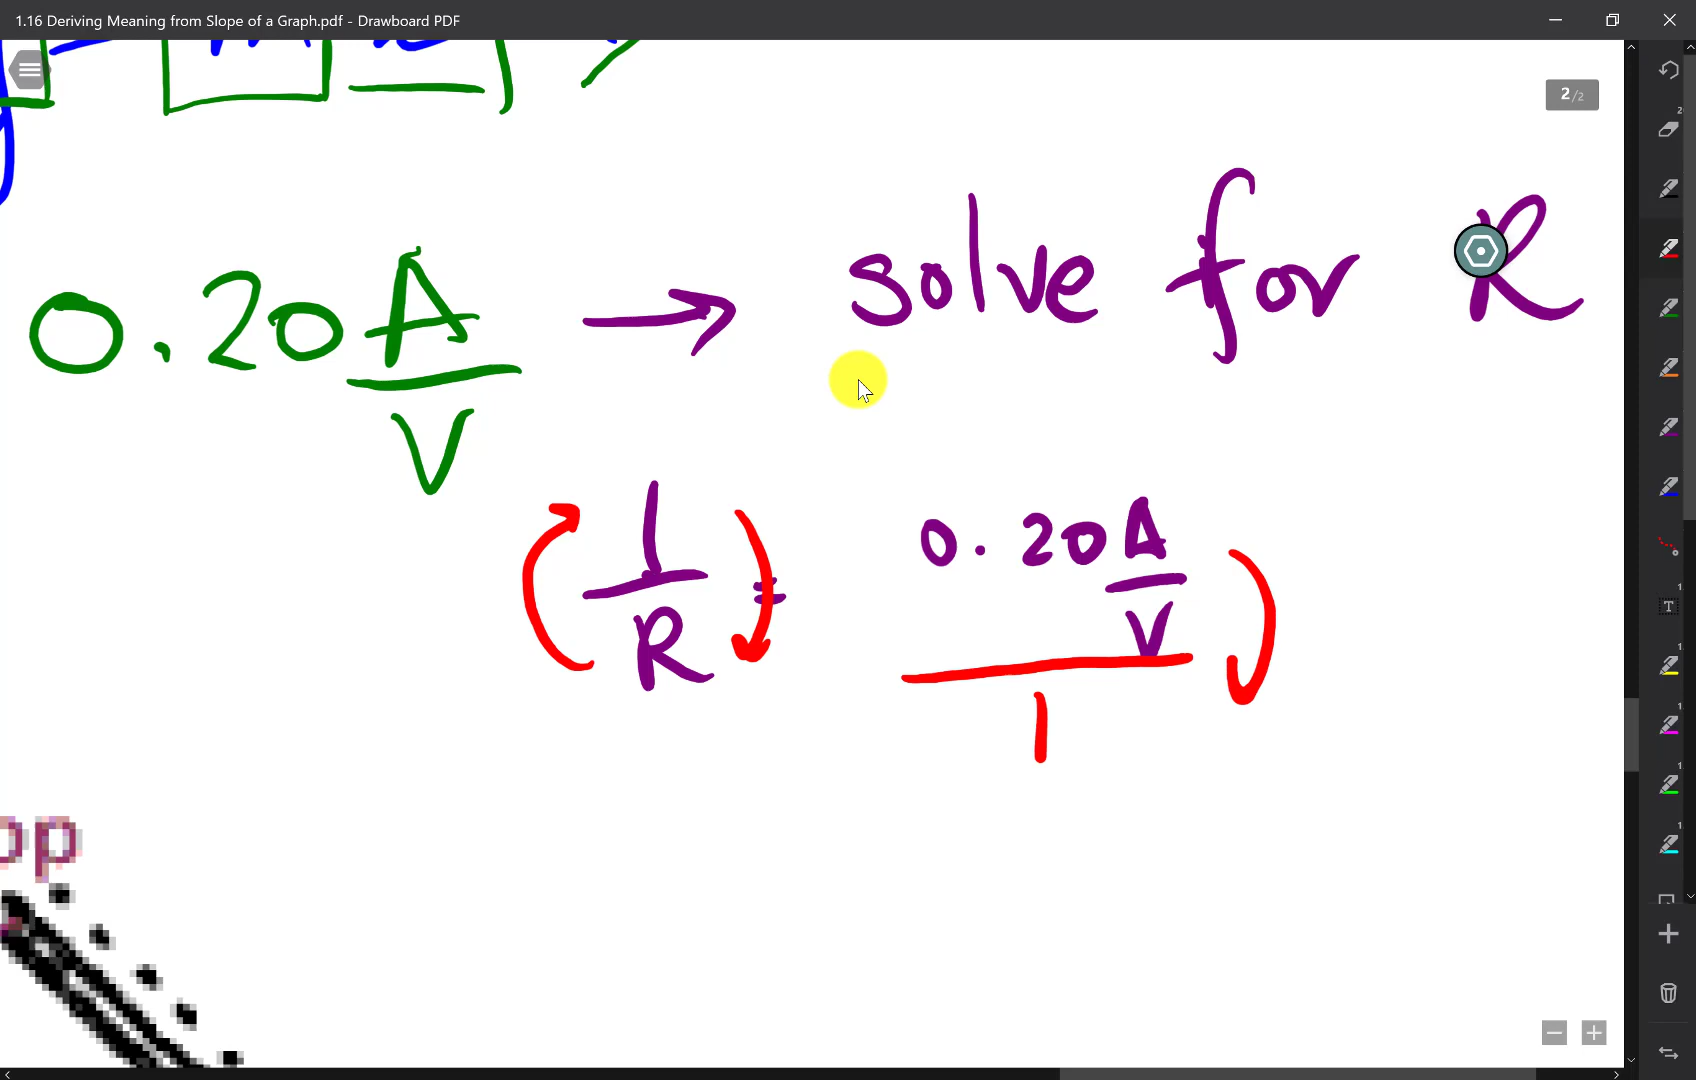 1.16 Deriving Meaning from Slope of a Graph.pdf - Drawboard PDF
2/2
0.20 A/V → solve for R
1/R = 0.20 A/V
1
op